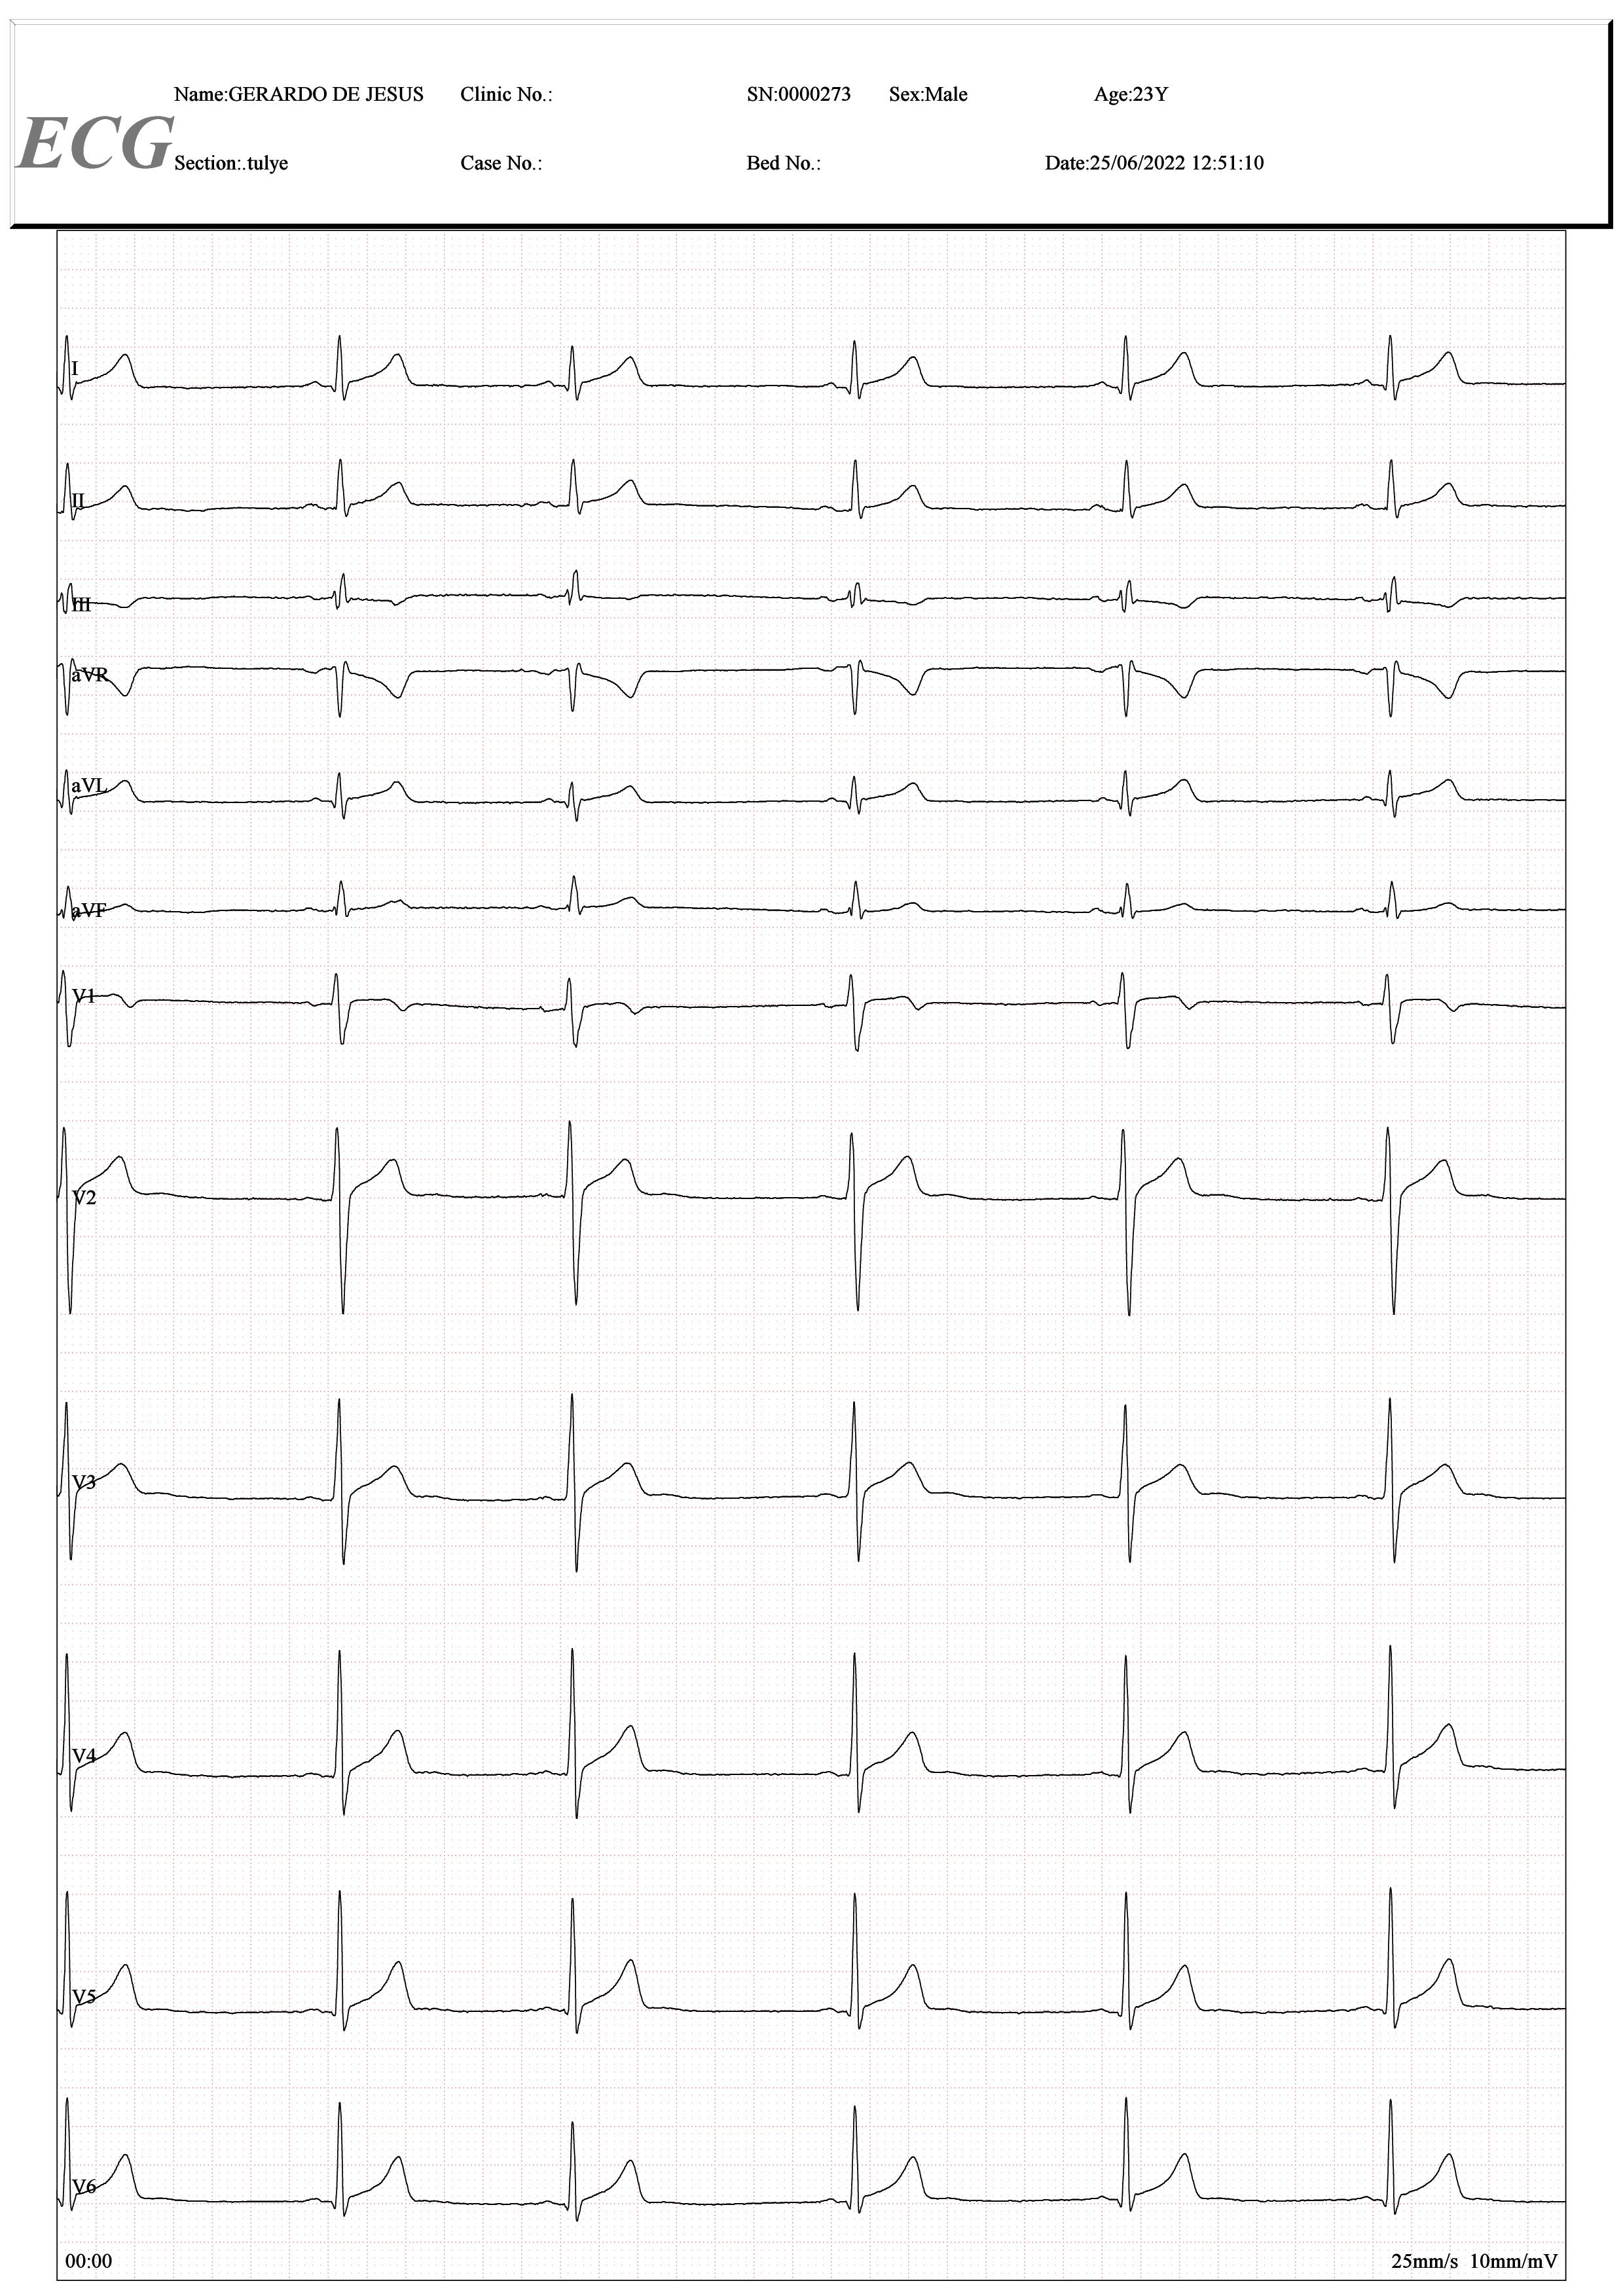 Name:GERARDO DE JESUS Clinic No.: SN:0000273 Sex:Male Age:23Y
ECG
Section:.tulye Case No.: Bed No.: Date:25/06/2022 12:51:10
I
II
III
aVR
aVL
aVF
V1
V2
V3
V4
V5
V6
00:00 25mm/s 10mm/mV